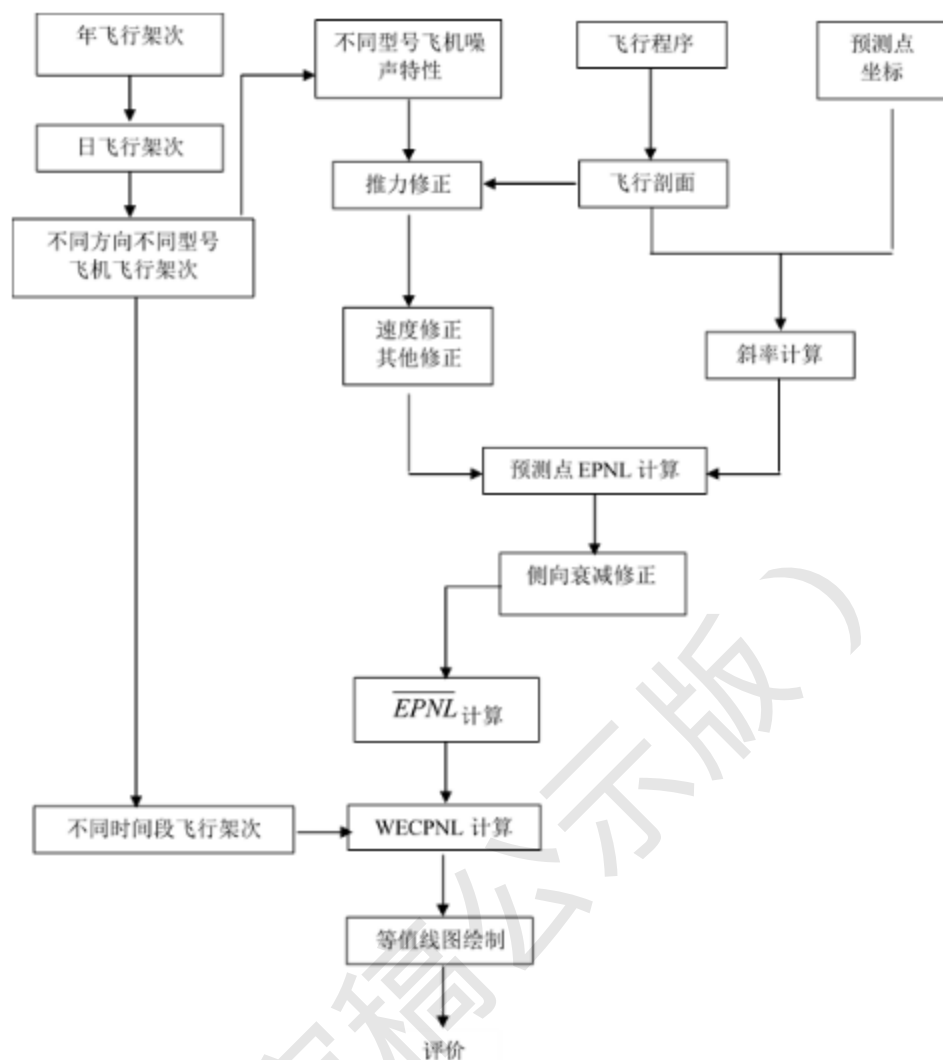 年飞行架次
不同型号飞机噪
声特性
飞行程序
预测点
坐标
日飞行架次
推力修正
飞行剖面
不同方向不同型号
飞机飞行架次
速度修正
其他修正
斜率计算
预测点 EPNL 计算
侧向衰减修正
EPNL 计算
不同时间段飞行架次
WECPNL 计算
等值线图绘制
评价
稿公示版）